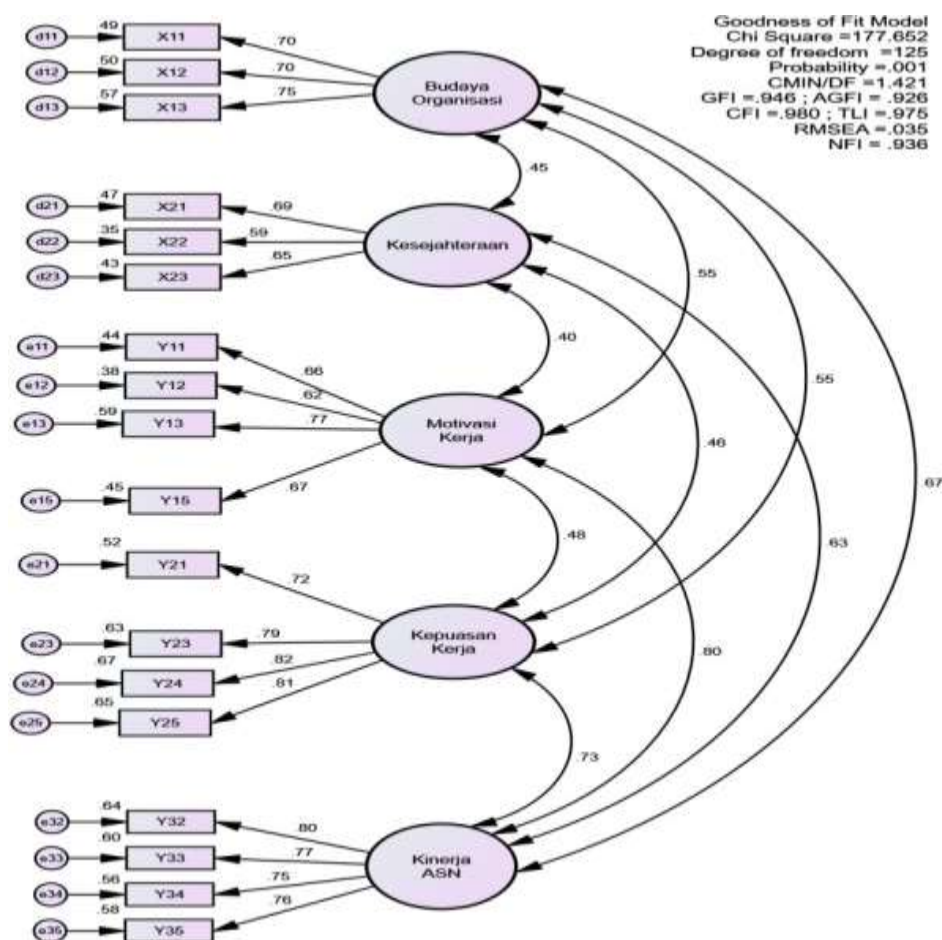 Goodness of Fit Model
Chi Square =177.652
Degree of freedom =125
Probability =.001
CMIN/DF =1.421
GFI =.946 ; AGFI =.926
CFI =.980 ; TLI =.975
RMSEA =.035
NFI = .936
d11
.49
X11
.70
d12
.50
X12
.70
d13
.57
X13
.75
Budaya
Organisasi
.45
d21
.47
X21
.69
d22
.35
X22
.59
d23
.43
X23
.65
Kesejahteraan
.55
.40
.55
e11
.44
Y11
.66
e12
.38
Y12
.62
e13
.59
Y13
.77
e15
.45
Y15
.67
Motivasi
Kerja
.46
.67
.48
.63
e21
.52
Y21
.72
e23
.63
Y23
.79
e24
.67
Y24
.82
e25
.65
Y25
.81
Kepuasan
Kerja
.80
.73
e32
.64
Y32
.80
e33
.60
Y33
.77
e34
.56
Y34
.75
e35
.58
Y35
.76
Kinerja
ASN